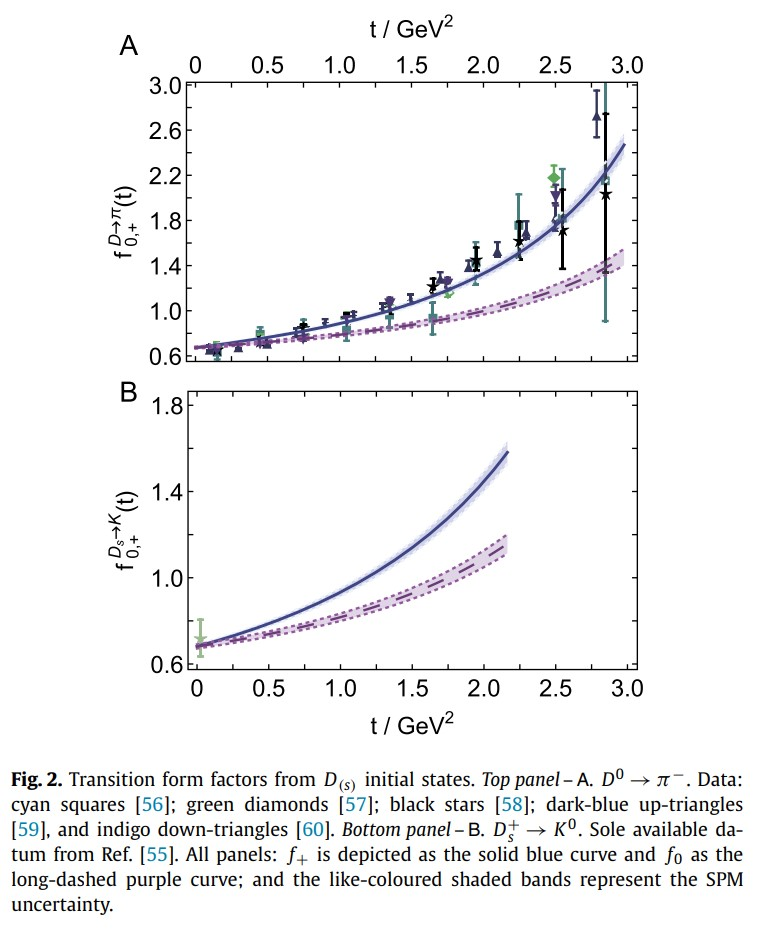 t / GeV²
A
0 0.5 1.0 1.5 2.0 2.5 3.0
3.0
2.6
2.2
1.8
1.4
1.0
0.6
f 0,+ D→π (t)
B
1.8
1.4
1.0
0.6
f 0,+ Dₛ→K (t)
0 0.5 1.0 1.5 2.0 2.5 3.0
t / GeV²
Fig. 2. Transition form factors from D(s) initial states. Top panel – A. D⁰ → π⁻. Data:
cyan squares [56]; green diamonds [57]; black stars [58]; dark-blue up-triangles
[59], and indigo down-triangles [60]. Bottom panel – B. Dₛ⁺ → K⁰. Sole available da-
tum from Ref. [55]. All panels: f₊ is depicted as the solid blue curve and f₀ as the
long-dashed purple curve; and the like-coloured shaded bands represent the SPM
uncertainty.